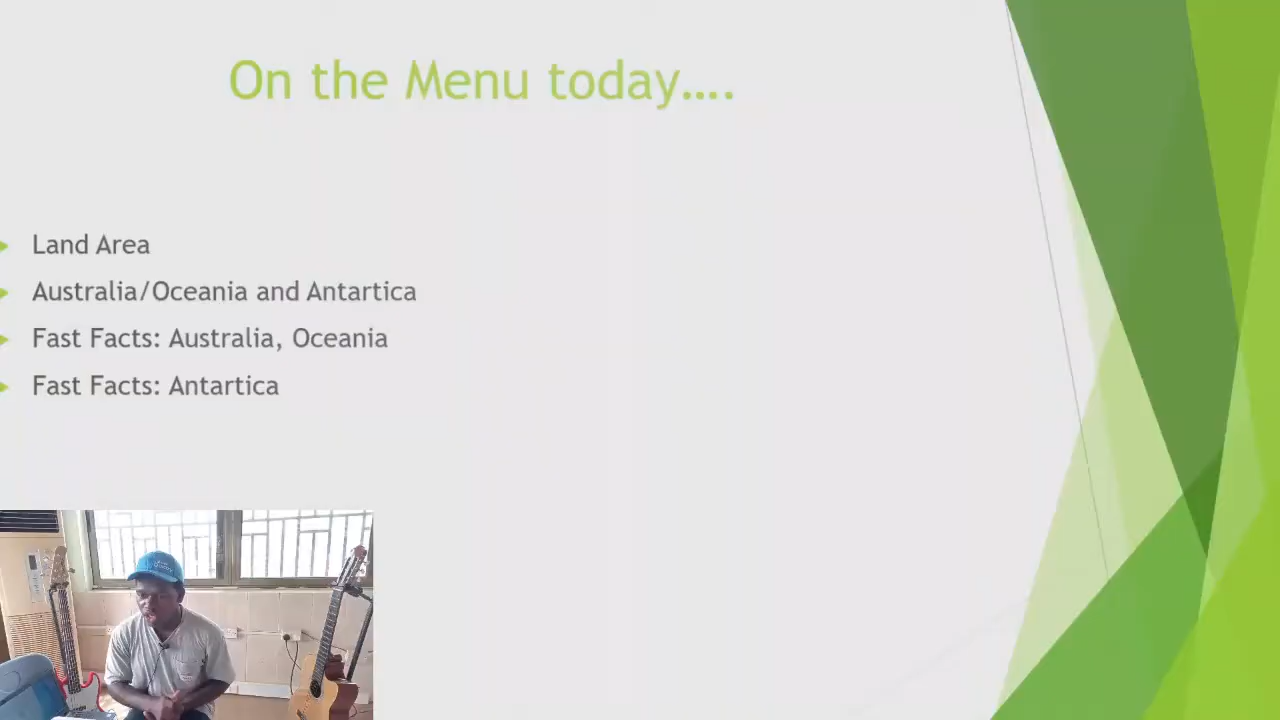 On the Menu today….
Land Area
Australia/Oceania and Antartica
Fast Facts: Australia, Oceania
Fast Facts: Antartica